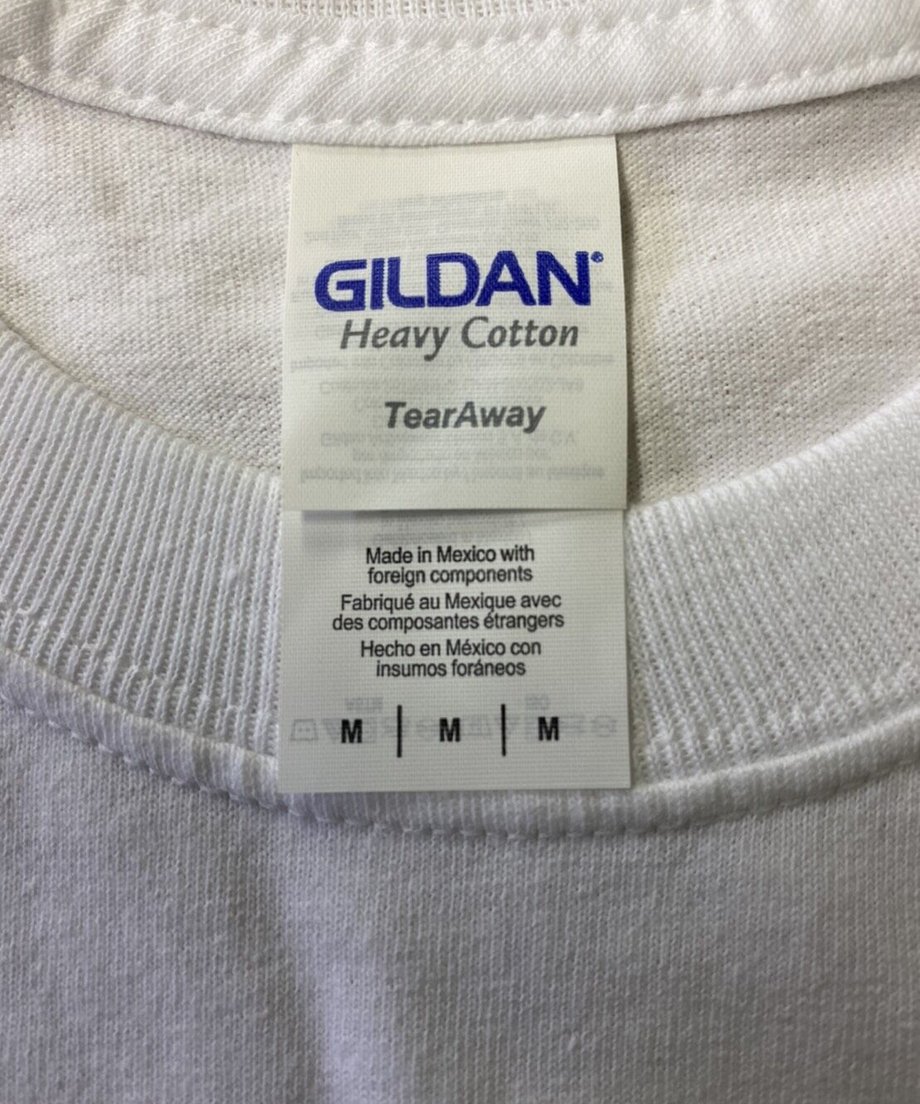 GILDAN®
Heavy Cotton
TearAway
Made in Mexico with
foreign components
Fabriqué au Mexique avec
des composantes étrangers
Hecho en México con
insumos foráneos
M | M | M